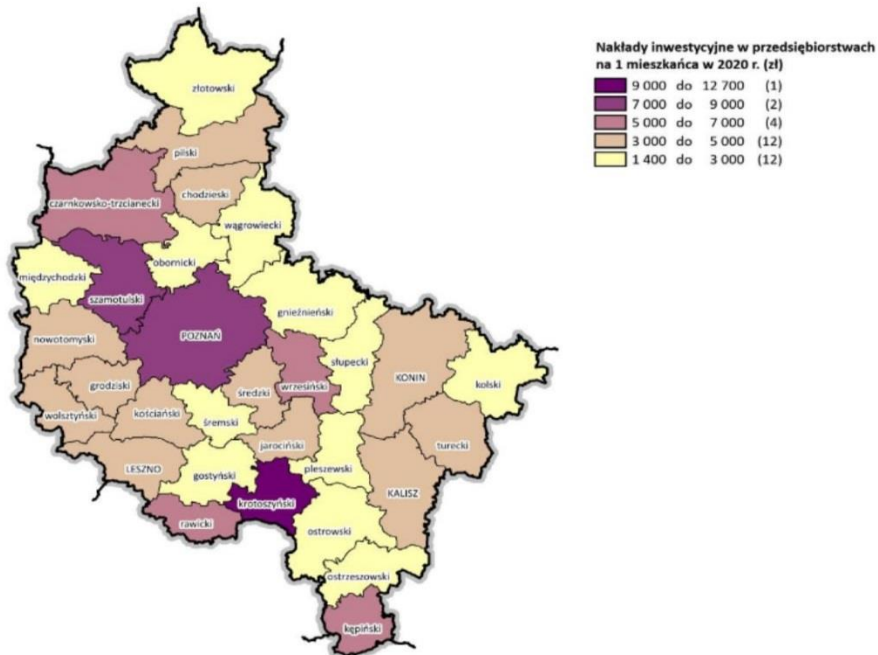 Nakłady inwestycyjne w przedsiębiorstwach
na 1 mieszkańca w 2020 r. (zł)
9 000 do 12 700 (1)
7 000 do 9 000 (2)
5 000 do 7 000 (4)
3 000 do 5 000 (12)
1 400 do 3 000 (12)
złotowski
pilski
chodzieski
czarnkowsko-trzcianecki
wągrowiecki
obornicki
międzychodzki
szamotulski
gnieźnieński
POZNAŃ
nowotomyski
słupecki
KONIN
grodziski
średzki
wrzesiński
kolski
wolsztyński
kościański
śremski
jarociński
turecki
LESZNO
gostyński
pleszewski
KALISZ
krotoszyński
rawicki
ostrowski
ostrzeszowski
kępiński